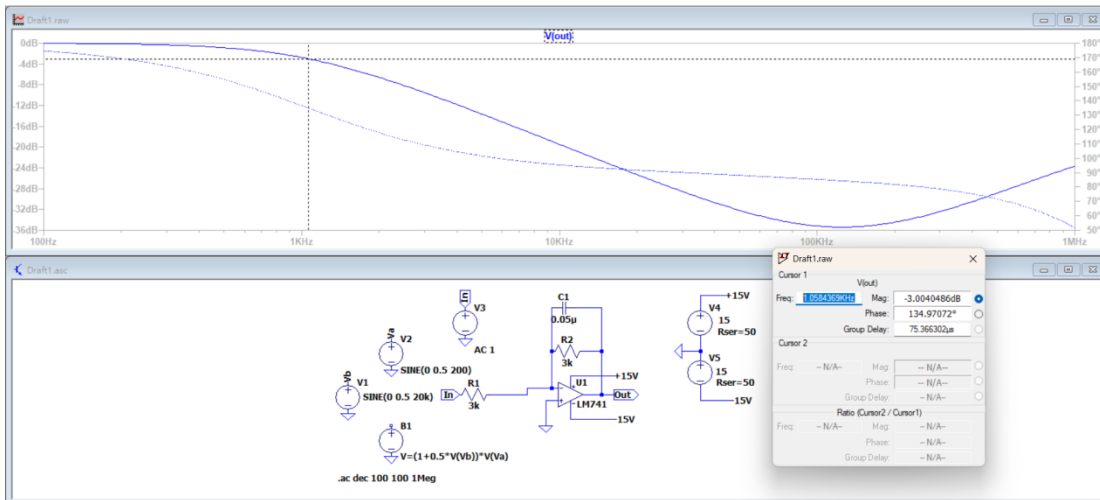 Draft1.raw
V(out)
0dB
-4dB
-8dB
-12dB
-16dB
-20dB
-24dB
-28dB
-32dB
-36dB
180°
170°
160°
150°
140°
130°
120°
110°
100°
90°
80°
70°
60°
50°
100Hz
1KHz
10KHz
100KHz
1MHz
Draft1.asc
In
V3
AC 1
Va
V2
SINE(0 0.5 200)
Vb
V1
SINE(0 0.5 20k)
B1
V=(1+0.5*V(Vb))*V(Va)
.ac dec 100 100 1Meg
In
R1
3k
C1
0.05µ
R2
3k
U1
LM741
+15V
-15V
Out
+15V
V4
15
Rser=50
V5
15
Rser=50
-15V
Draft1.raw
Cursor 1
V(out)
Freq: 1.0584369KHz Mag: -3.0040486dB
Phase: 134.97072°
Group Delay: 75.366302µs
Cursor 2
Freq: -- N/A-- Mag: -- N/A--
Phase: -- N/A--
Group Delay: -- N/A--
Ratio (Cursor2 / Cursor1)
Freq: -- N/A-- Mag: -- N/A--
Phase: -- N/A--
Group Delay: -- N/A--